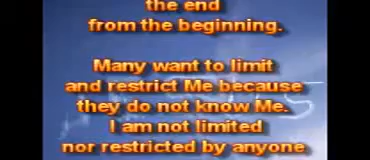 the end
from the beginning.
Many want to limit
and restrict Me because
they do not know Me.
I am not limited
nor restricted by anyone